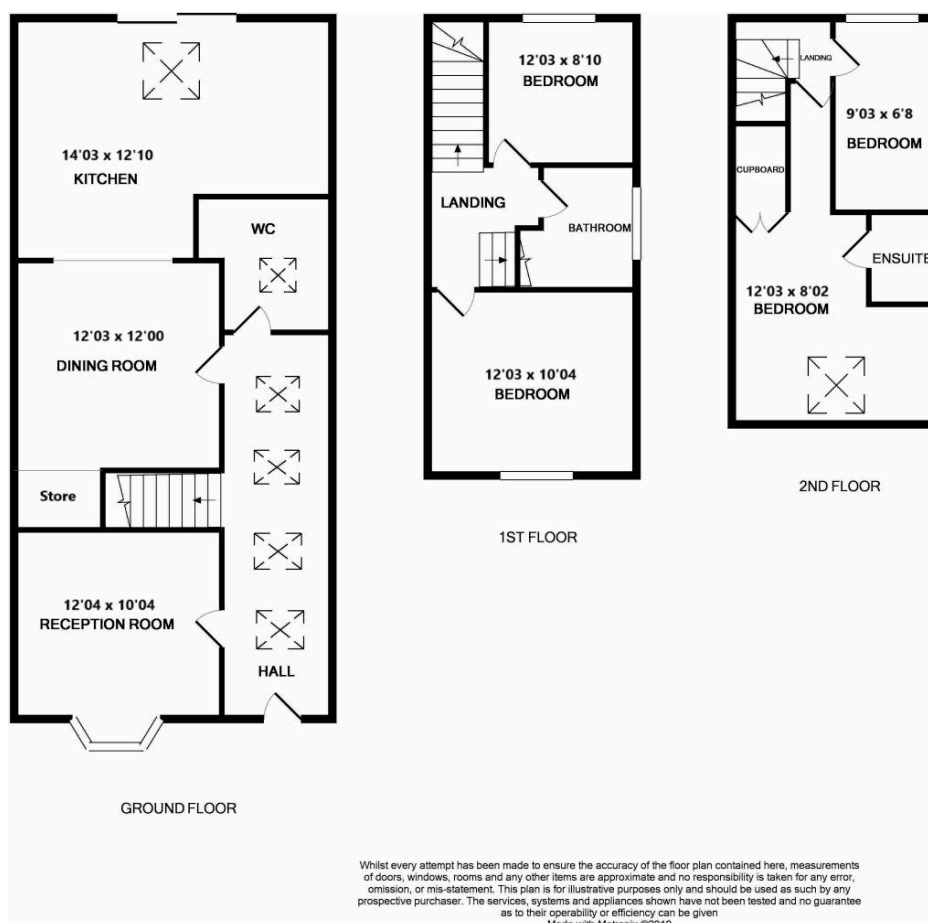 14'03 x 12'10
KITCHEN
WC
12'03 x 12'00
DINING ROOM
Store
12'04 x 10'04
RECEPTION ROOM
HALL
GROUND FLOOR
12'03 x 8'10
BEDROOM
LANDING
BATHROOM
12'03 x 10'04
BEDROOM
1ST FLOOR
LANDING
9'03 x 6'8
BEDROOM
CUPBOARD
ENSUITE
12'03 x 8'02
BEDROOM
2ND FLOOR
Whilst every attempt has been made to ensure the accuracy of the floor plan contained here, measurements
of doors, windows, rooms and any other items are approximate and no responsibility is taken for any error,
omission, or mis-statement. This plan is for illustrative purposes only and should be used as such by any
prospective purchaser. The services, systems and appliances shown have not been tested and no guarantee
as to their operability or efficiency can be given
Made with Metropix ©2019